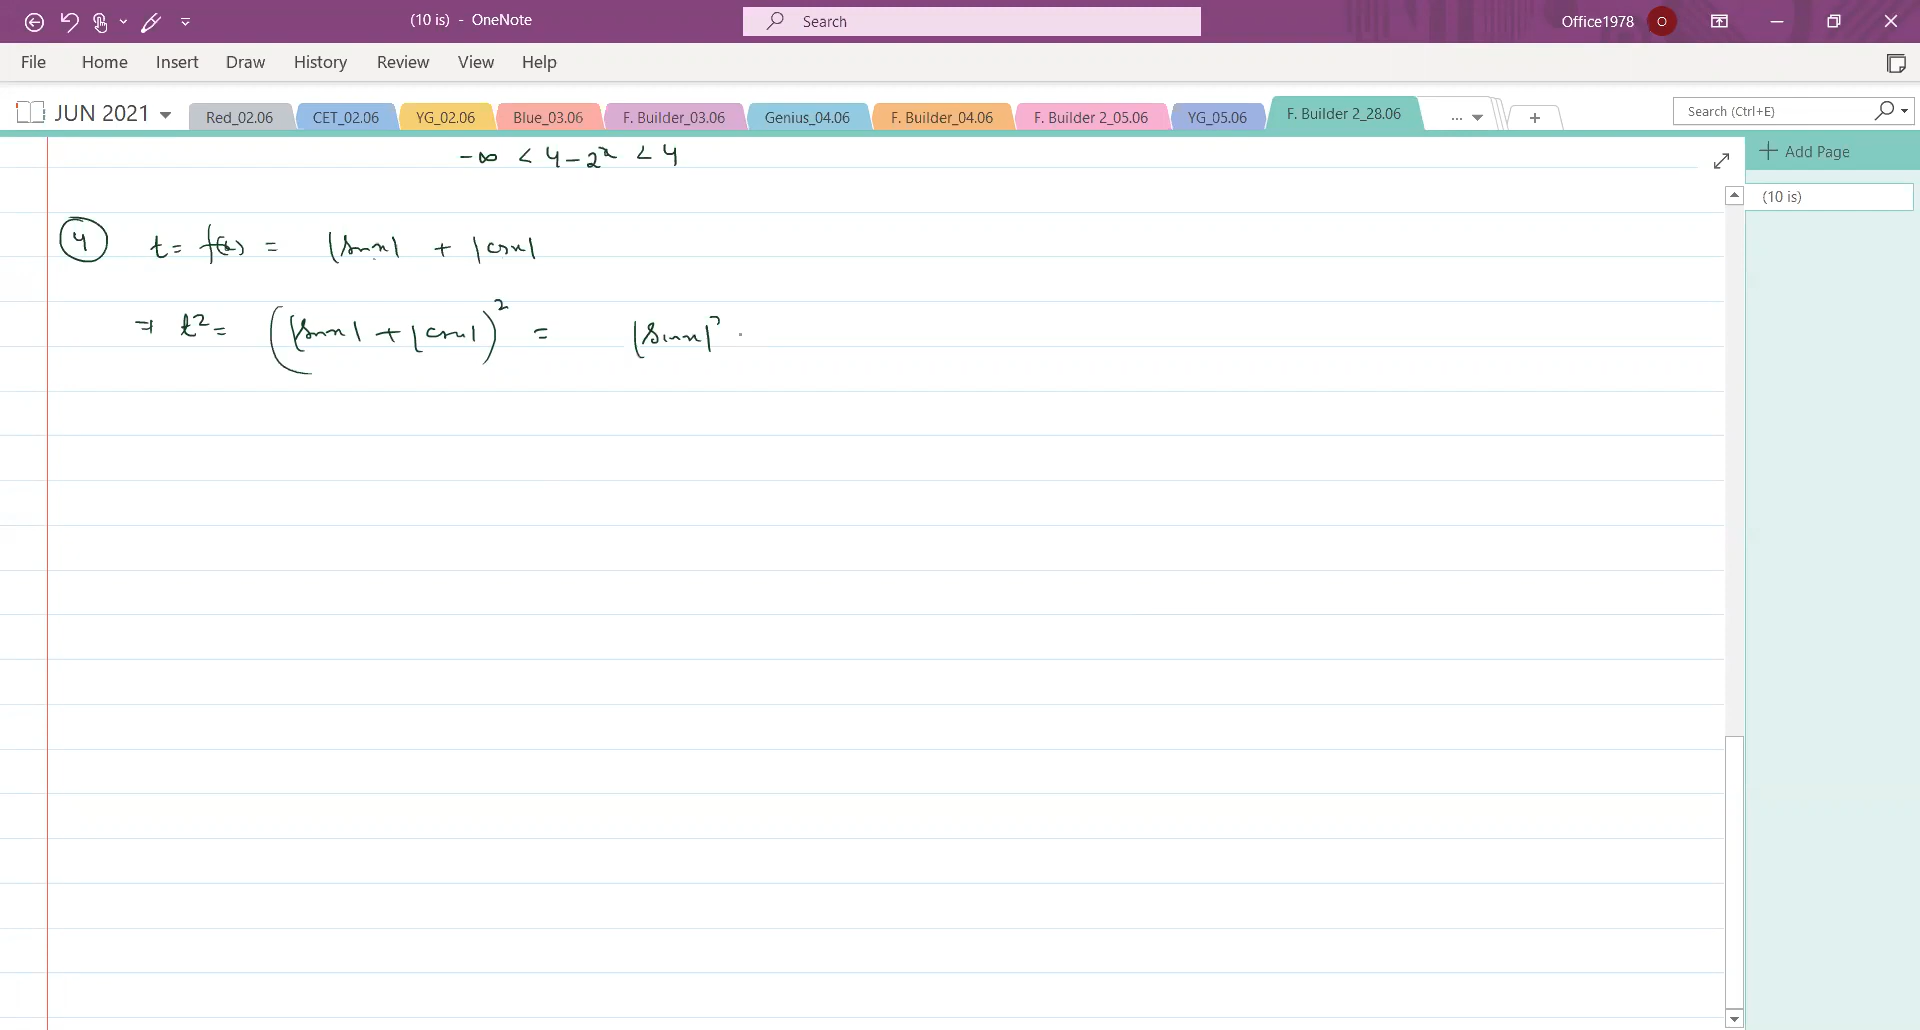 (10 is) - OneNote
Search
Office1978
O
File Home Insert Draw History Review View Help
JUN 2021
Red_02.06
CET_02.06
YG_02.06
Blue_03.06
F. Builder_03.06
Genius_04.06
F. Builder_04.06
F. Builder 2_05.06
YG_05.06
F. Builder 2_28.06
...
+
Search (Ctrl+E)
+ Add Page
(10 is)
-∞ < 4 - 2^x < 4
4 t = f(x) = |sinx| + |cosx|
⇒ t² = (|sinx| + |cosx|)² = |sinx|²